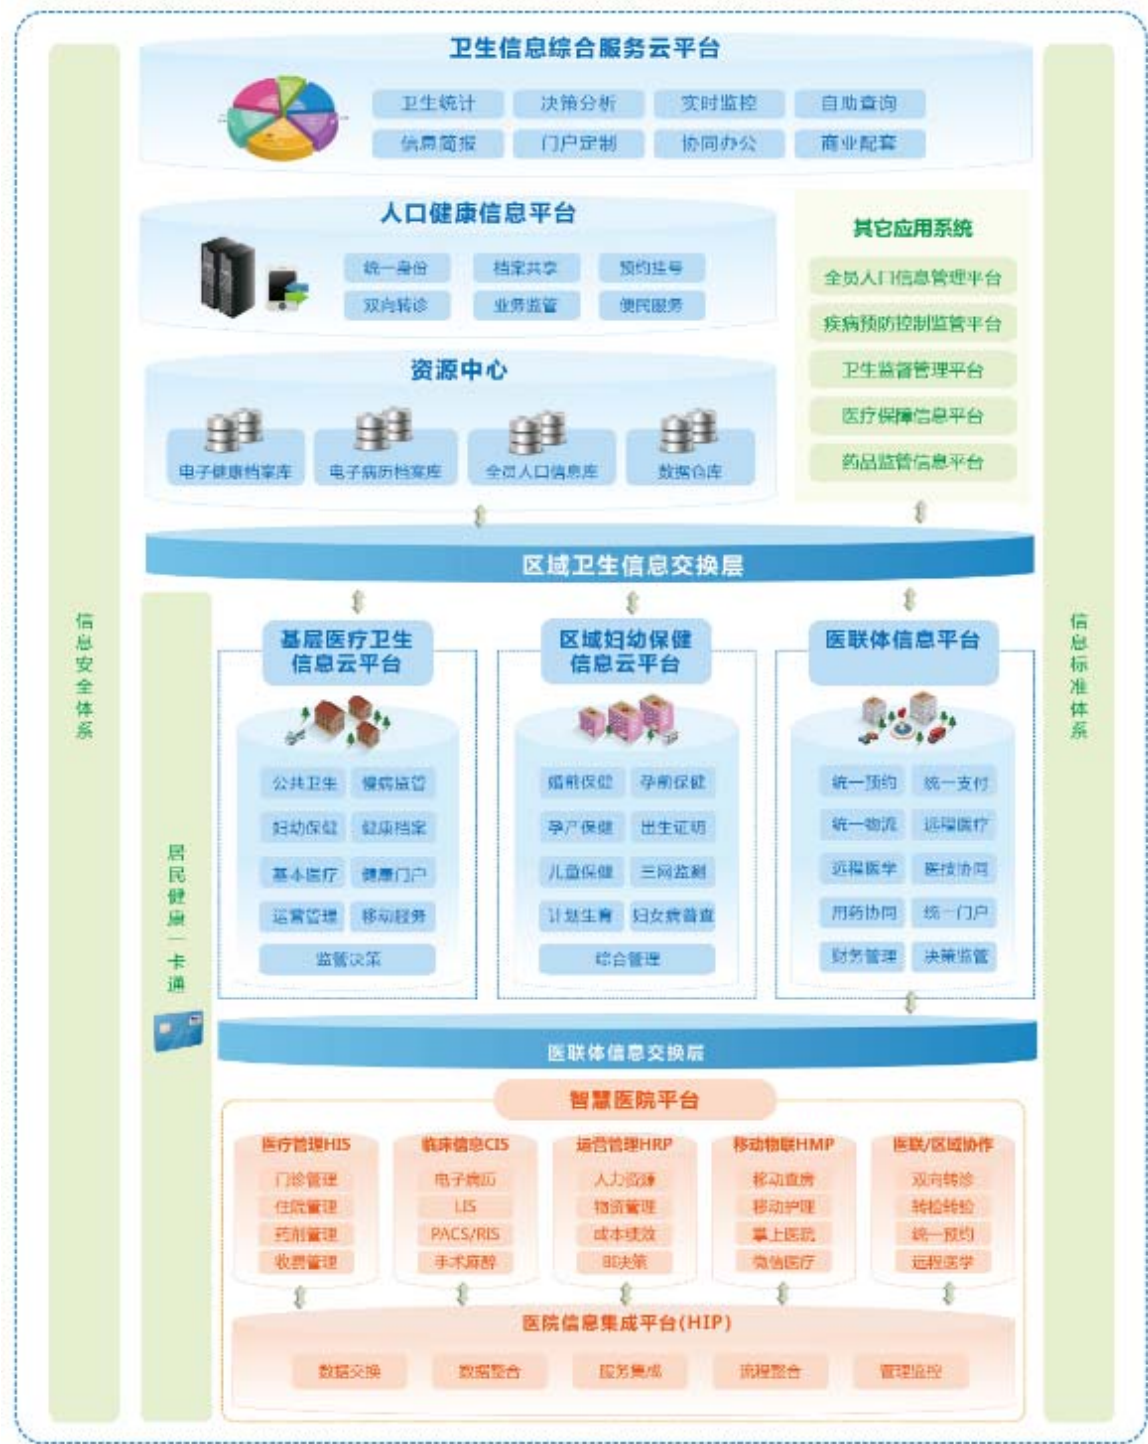 卫生信息综合服务云平台
卫生统计 决策分析 实时监控 自助查询
信息简报 门户定制 协同办公 商业配套
人口健康信息平台
统一身份 档案共享 预约挂号
双向转诊 业务监管 便民服务
其它应用系统
全员人口信息管理平台
疾病预防控制监管平台
卫生监督管理平台
医疗保障信息平台
药品监管信息平台
资源中心
电子健康档案库 电子病历档案库 全员人口信息库 数据仓库
区域卫生信息交换层
信息安全体系
信息标准体系
居民健康一卡通
基层医疗卫生
信息云平台
公共卫生 慢病监管
妇幼保健 健康档案
基本医疗 健康门户
运营管理 移动服务
监管决策
区域妇幼保健
信息云平台
婚前保健 孕前保健
孕产保健 出生证明
儿童保健 三网监测
计划生育 妇女病普查
综合管理
医联体信息平台
统一预约 统一支付
统一物流 远程医疗
远程医学 医技协同
用药协同 统一门户
财务管理 决策监管
医联体信息交换层
智慧医院平台
医疗管理HIS
门诊管理
住院管理
药剂管理
收费管理
临床信息CIS
电子病历
LIS
PACS/RIS
手术麻醉
运营管理HRP
人力资源
物资管理
成本绩效
BI决策
移动物联HMP
移动查房
移动护理
掌上医院
微信医疗
医联/区域协作
双向转诊
转检转验
统一预约
远程医学
医院信息集成平台(HIP)
数据交换 数据整合 服务集成 流程整合 管理监控